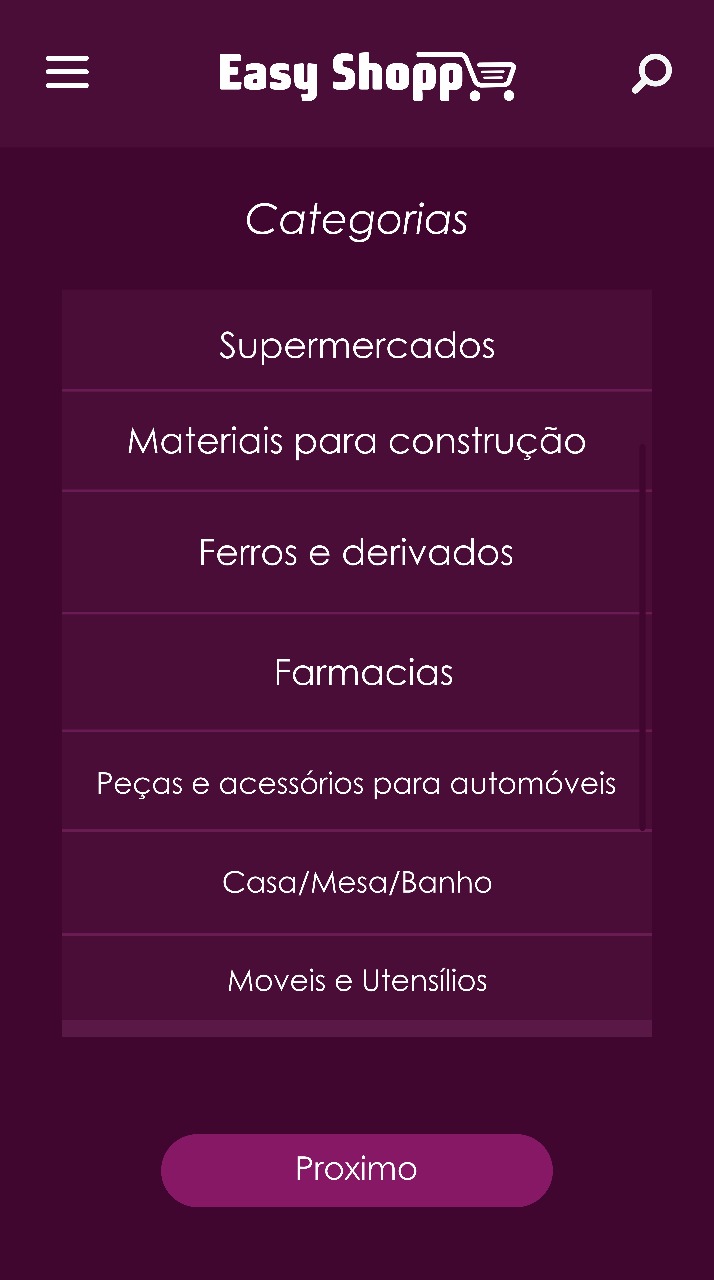 Easy Shopp
Categorias
Supermercados
Materiais para construção
Ferros e derivados
Farmacias
Peças e acessórios para automóveis
Casa/Mesa/Banho
Moveis e Utensílios
Proximo